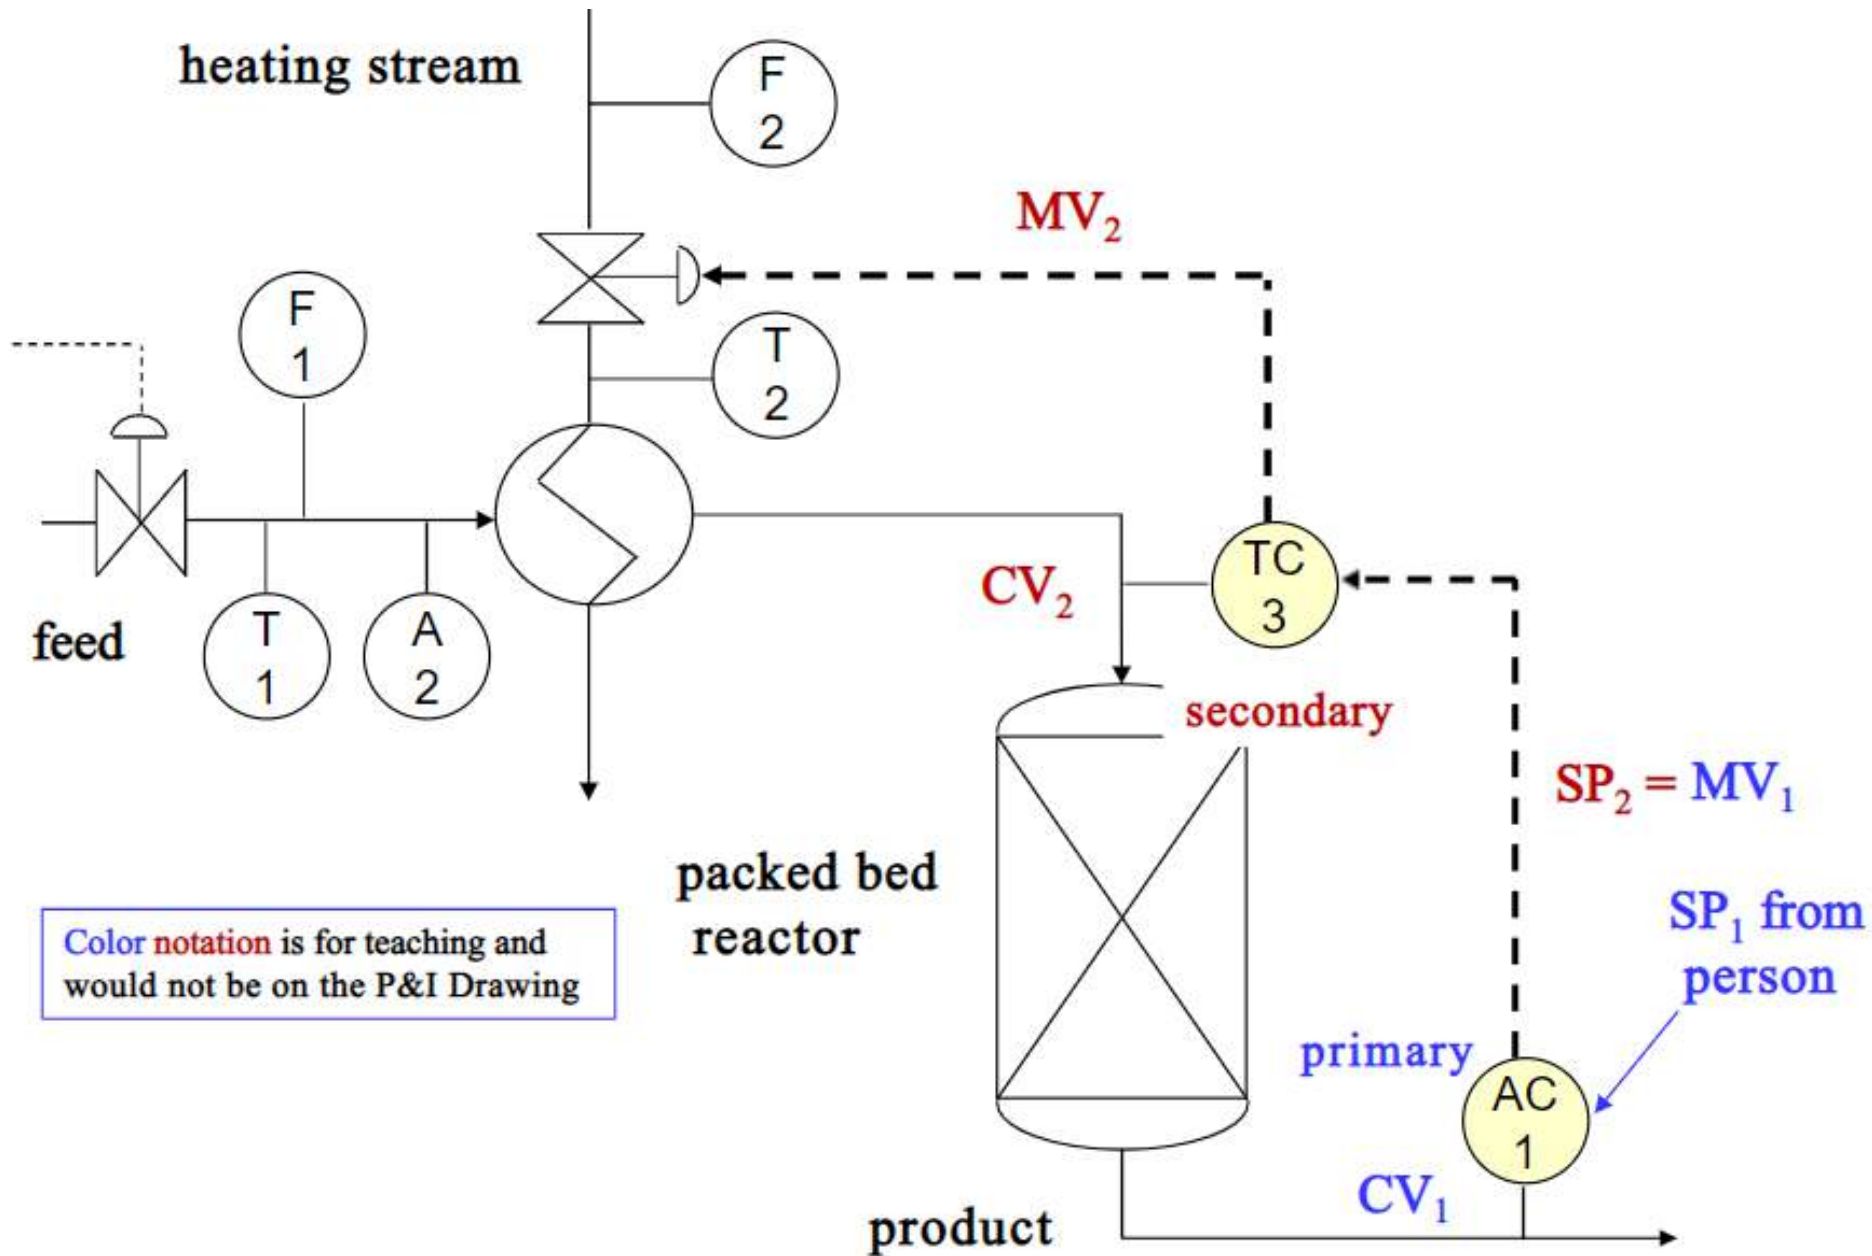 heating stream
F
2
MV₂
F
1
T
2
TC
3
CV₂
feed
T
1
A
2
secondary
SP₂ = MV₁
packed bed
reactor
SP₁ from
person
Color notation is for teaching and
would not be on the P&I Drawing
primary
AC
1
CV₁
product